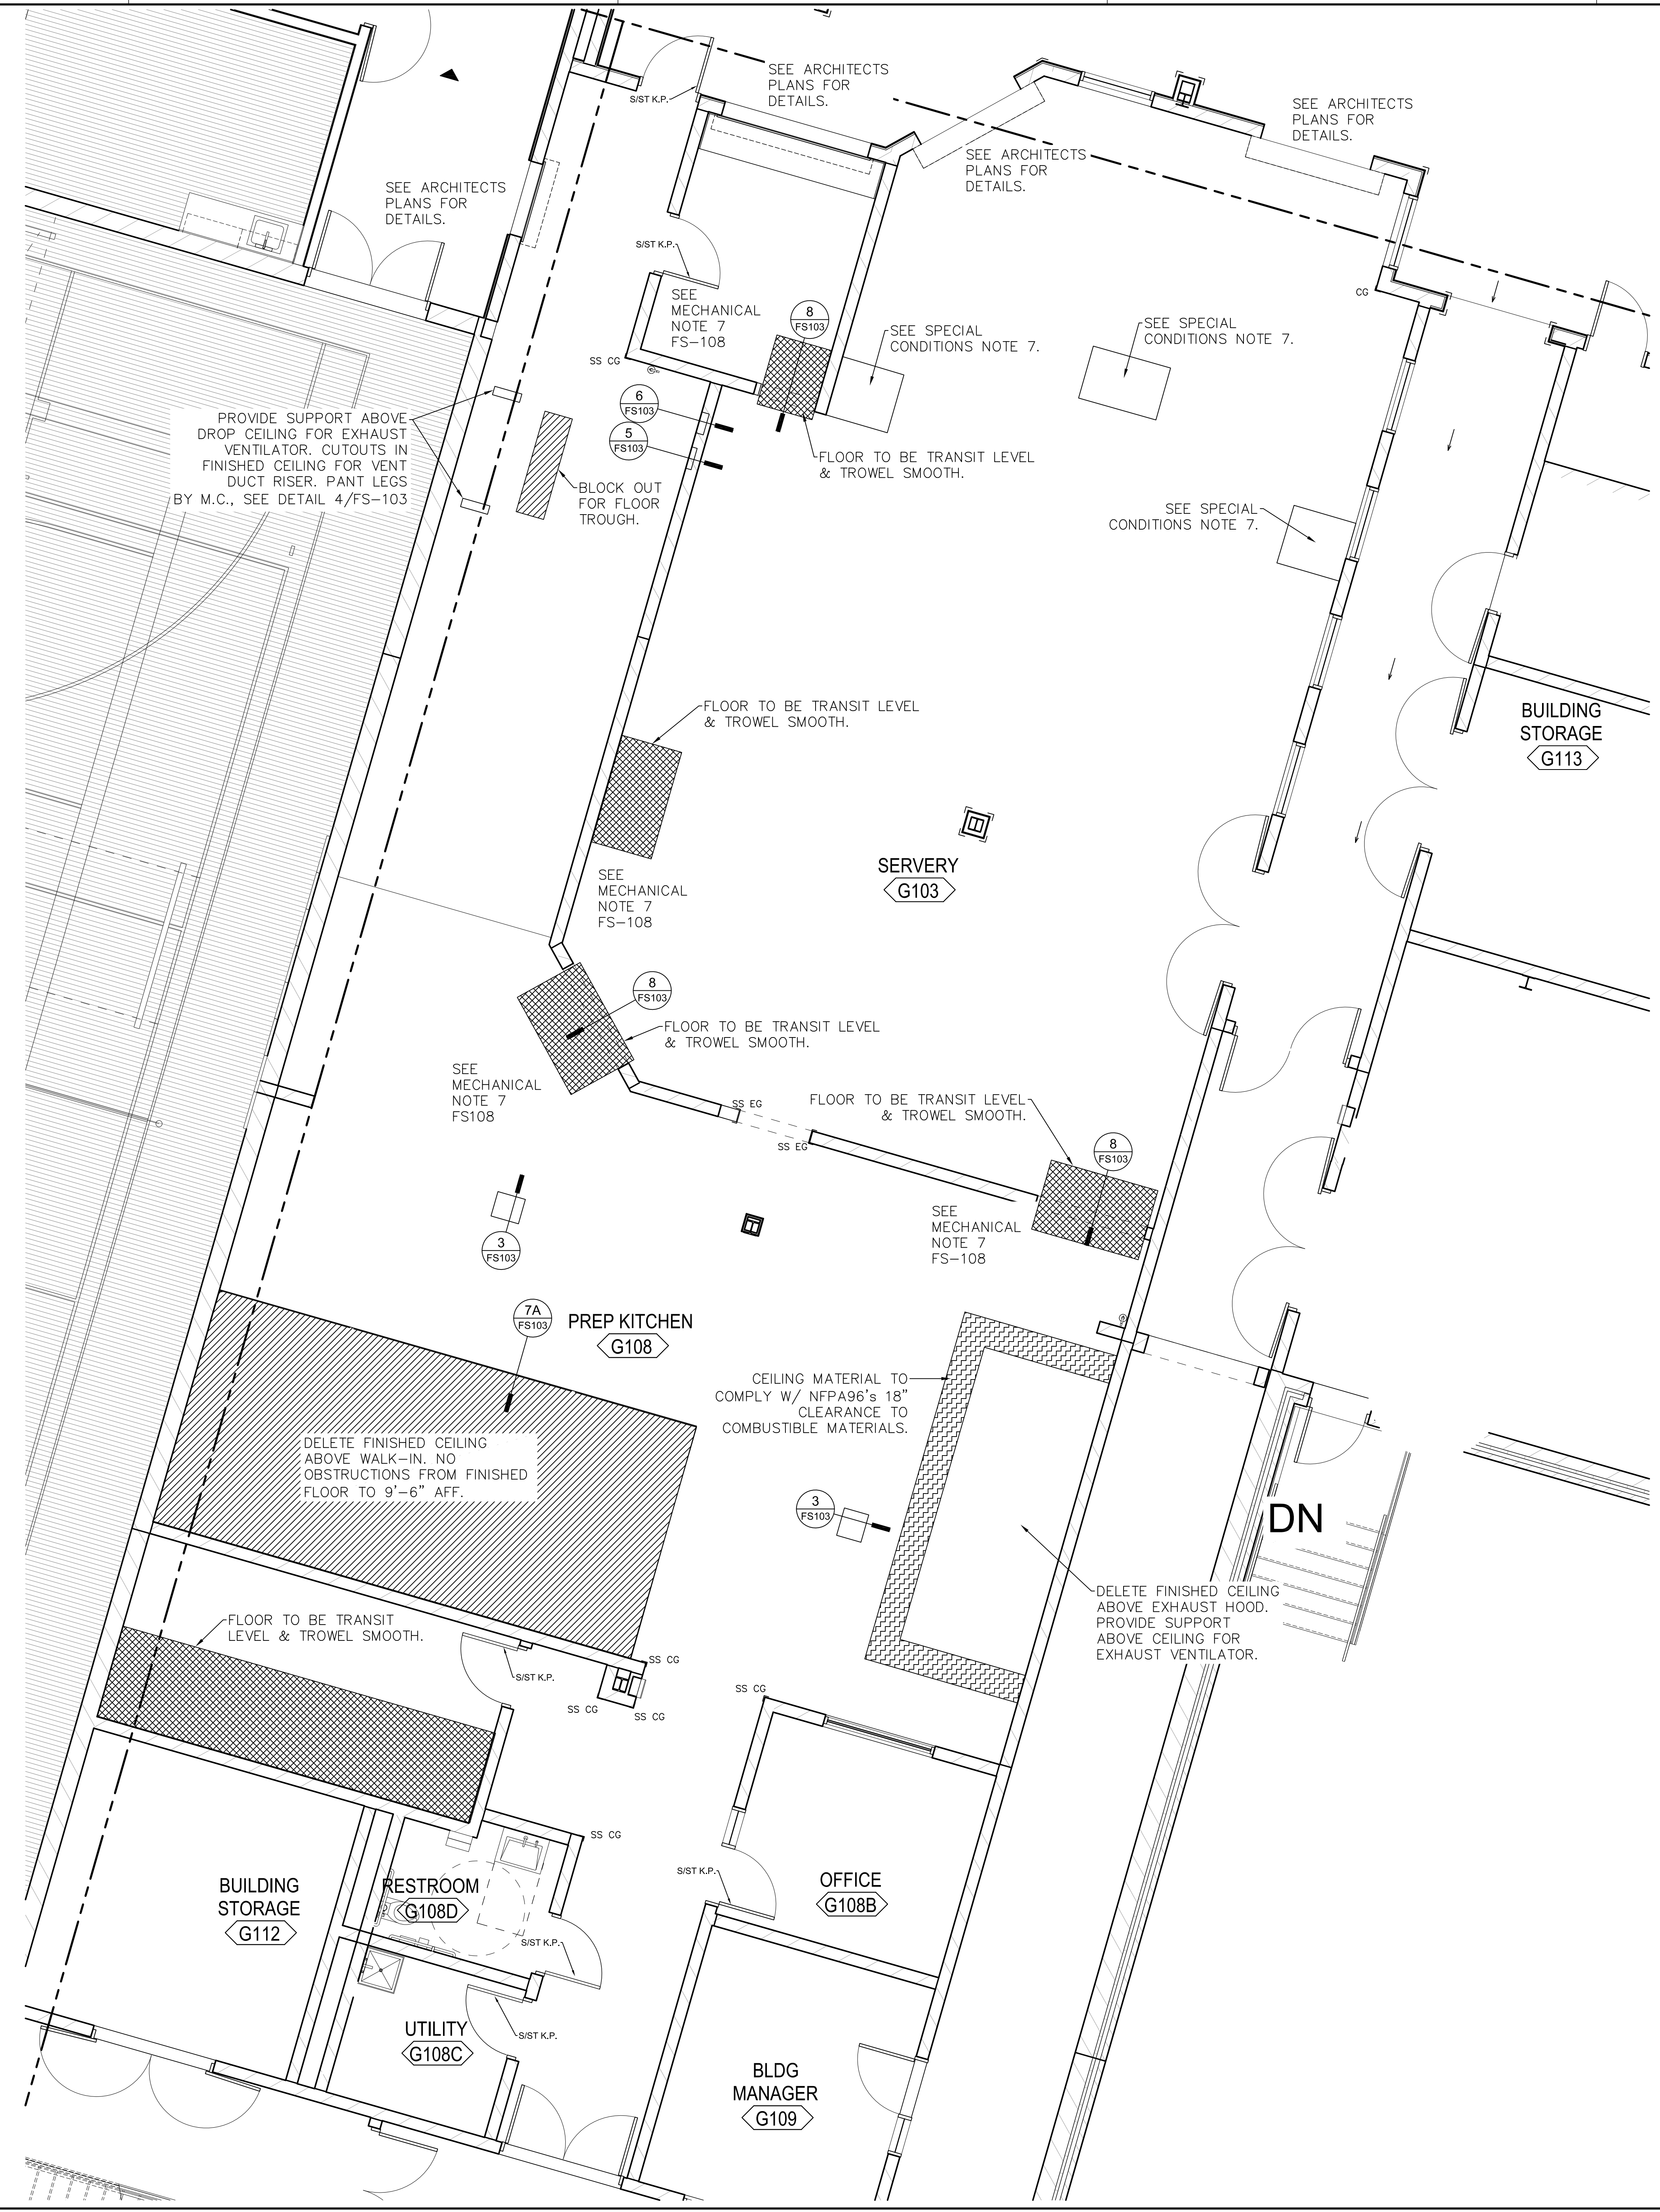 SEE ARCHITECTS
PLANS FOR
DETAILS.
S/ST K.P.
SEE ARCHITECTS
PLANS FOR
DETAILS.
SEE ARCHITECTS
PLANS FOR
DETAILS.
SEE ARCHITECTS
PLANS FOR
DETAILS.
S/ST K.P.
SEE
MECHANICAL
NOTE 7
FS-108
CG
8
FS103
SEE SPECIAL
CONDITIONS NOTE 7.
SEE SPECIAL
CONDITIONS NOTE 7.
SS CG
6
FS103
5
FS103
PROVIDE SUPPORT ABOVE
DROP CEILING FOR EXHAUST
VENTILATOR. CUTOUTS IN
FINISHED CEILING FOR VENT
DUCT RISER. PANT LEGS
BY M.C., SEE DETAIL 4/FS-103
FLOOR TO BE TRANSIT LEVEL
& TROWEL SMOOTH.
BLOCK OUT
FOR FLOOR
TROUGH.
SEE SPECIAL
CONDITIONS NOTE 7.
FLOOR TO BE TRANSIT LEVEL
& TROWEL SMOOTH.
BUILDING
STORAGE
G113
SERVERY
G103
SEE
MECHANICAL
NOTE 7
FS-108
8
FS103
FLOOR TO BE TRANSIT LEVEL
& TROWEL SMOOTH.
SEE
MECHANICAL
NOTE 7
FS108
SS EG
SS EG
FLOOR TO BE TRANSIT LEVEL
& TROWEL SMOOTH.
8
FS103
SEE
MECHANICAL
NOTE 7
FS-108
3
FS103
7A
FS103
PREP KITCHEN
G108
CEILING MATERIAL TO
COMPLY W/ NFPA96's 18"
CLEARANCE TO
COMBUSTIBLE MATERIALS.
DELETE FINISHED CEILING
ABOVE WALK-IN. NO
OBSTRUCTIONS FROM FINISHED
FLOOR TO 9'-6" AFF.
3
FS103
DN
DELETE FINISHED CEILING
ABOVE EXHAUST HOOD.
PROVIDE SUPPORT
ABOVE CEILING FOR
EXHAUST VENTILATOR.
FLOOR TO BE TRANSIT
LEVEL & TROWEL SMOOTH.
S/ST K.P.
SS CG
SS CG
SS CG
SS CG
SS CG
S/ST K.P.
OFFICE
G108B
BUILDING
STORAGE
G112
RESTROOM
G108D
S/ST K.P.
UTILITY
G108C
S/ST K.P.
BLDG
MANAGER
G109